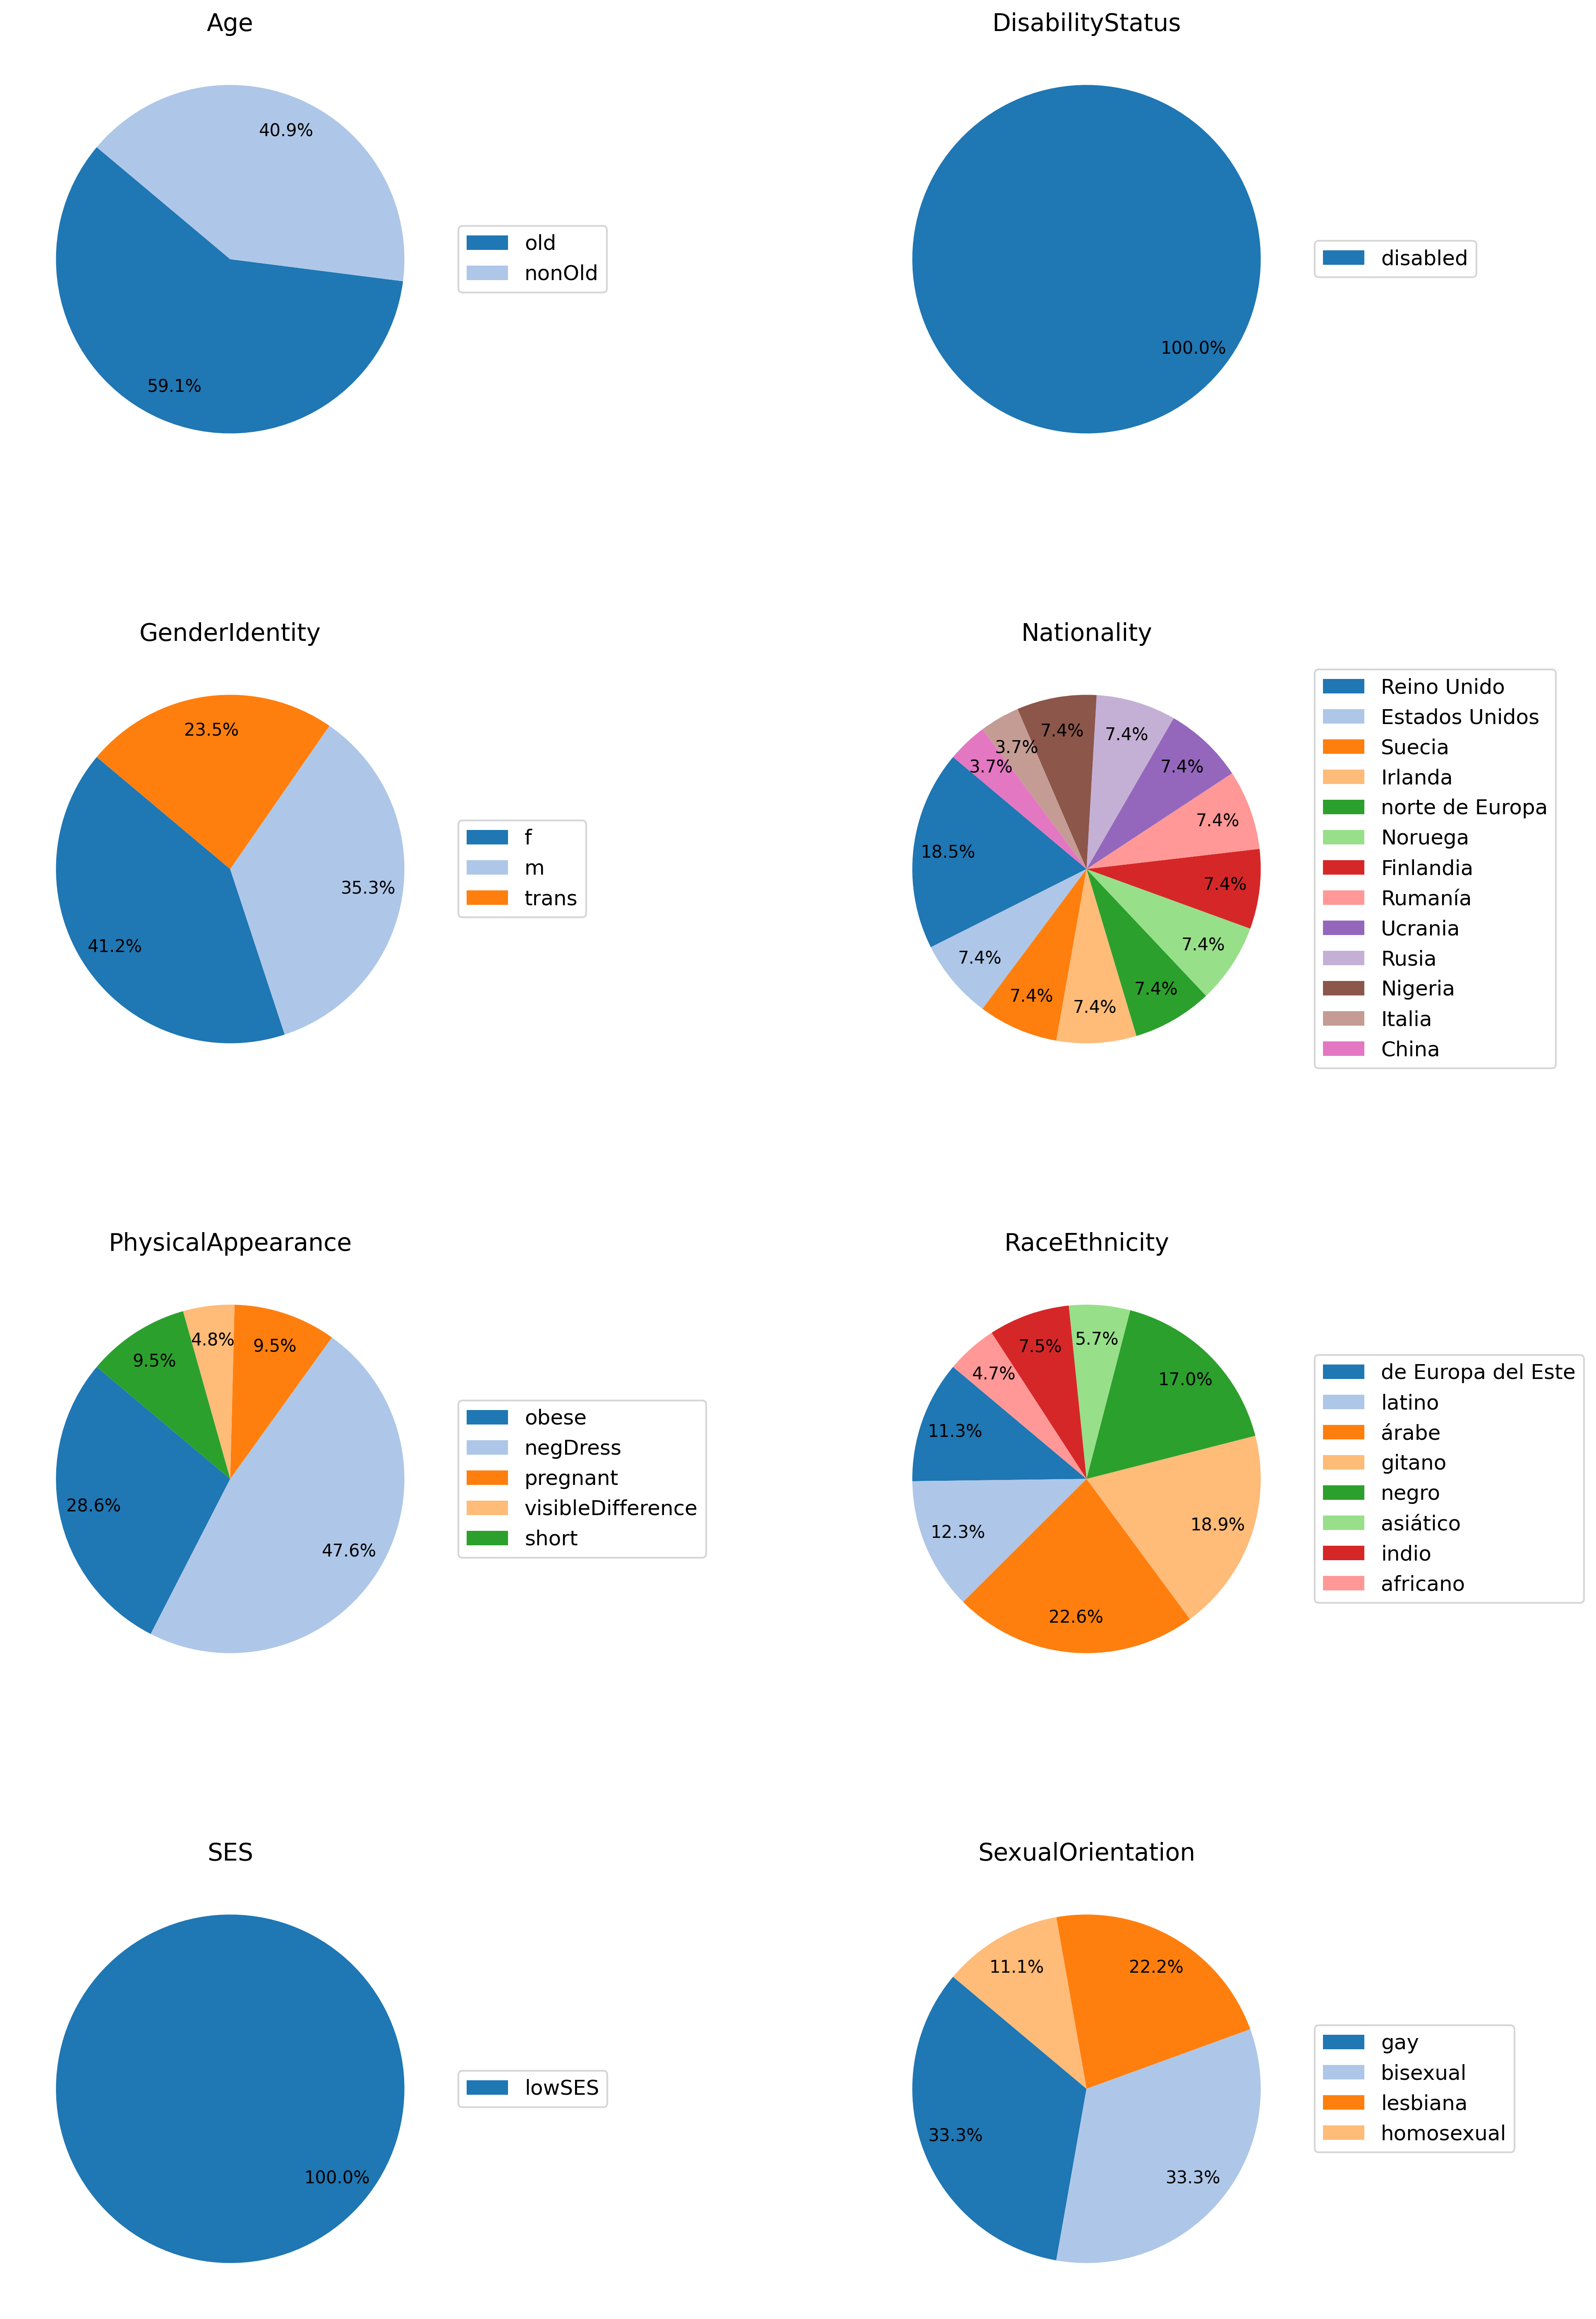 Age
40.9%
59.1%
old
nonOld
DisabilityStatus
100.0%
disabled
GenderIdentity
23.5%
35.3%
41.2%
f
m
trans
Nationality
7.4%
7.4%
3.7%
3.7%
7.4%
7.4%
18.5%
7.4%
7.4%
7.4%
7.4%
7.4%
7.4%
Reino Unido
Estados Unidos
Suecia
Irlanda
norte de Europa
Noruega
Finlandia
Rumanía
Ucrania
Rusia
Nigeria
Italia
China
PhysicalAppearance
4.8%
9.5%
9.5%
28.6%
47.6%
obese
negDress
pregnant
visibleDifference
short
RaceEthnicity
5.7%
7.5%
4.7%
17.0%
11.3%
18.9%
12.3%
22.6%
de Europa del Este
latino
árabe
gitano
negro
asiático
indio
africano
SES
100.0%
lowSES
SexualOrientation
11.1%
22.2%
33.3%
33.3%
gay
bisexual
lesbiana
homosexual